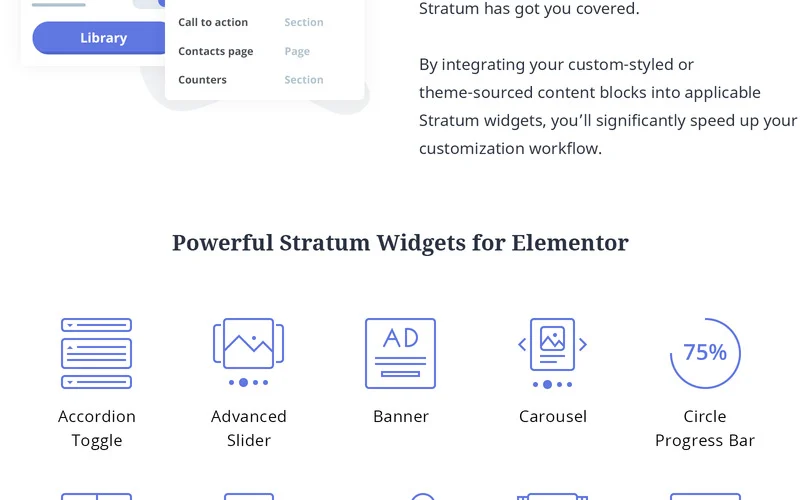 Library
Call to action Section
Contacts page Page
Counters Section
Stratum has got you covered.
By integrating your custom-styled or
theme-sourced content blocks into applicable
Stratum widgets, you’ll significantly speed up your
customization workflow.
Powerful Stratum Widgets for Elementor
AD
75%
Accordion
Toggle
Advanced
Slider
Banner
Carousel
Circle
Progress Bar